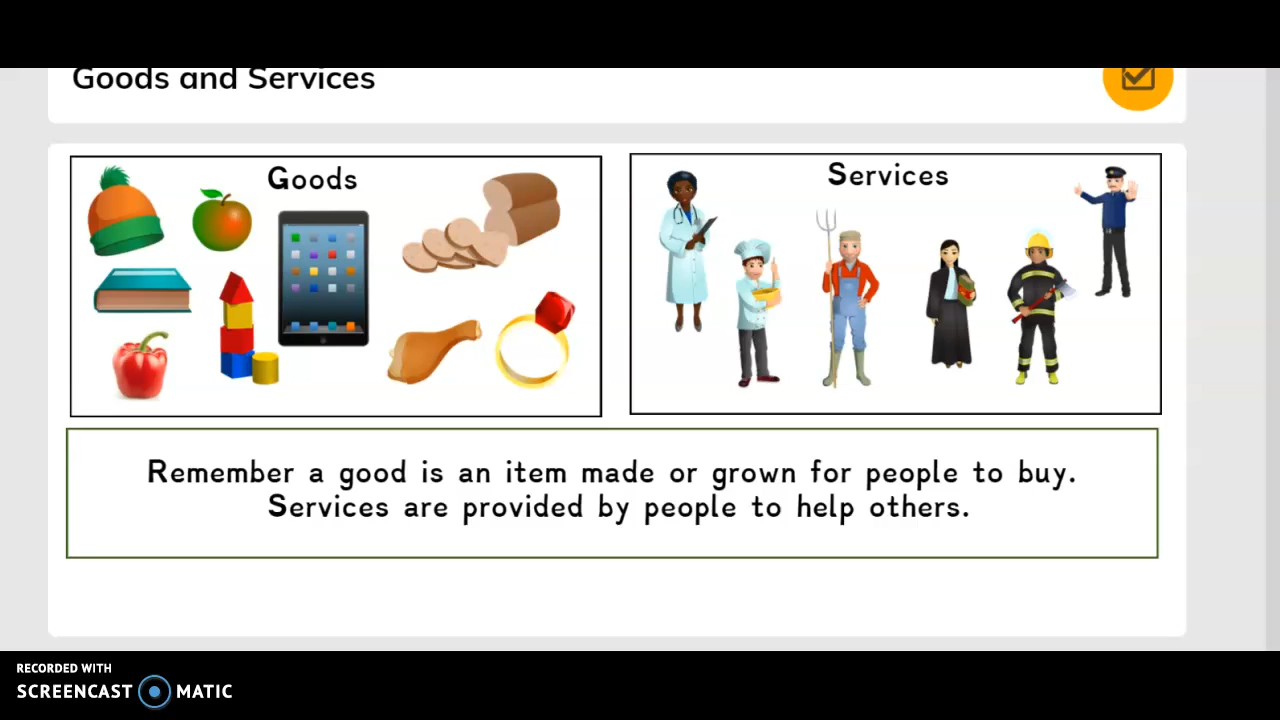 Goods and Services
Goods
Services
Remember a good is an item made or grown for people to buy.
Services are provided by people to help others.
RECORDED WITH
SCREENCAST MATIC